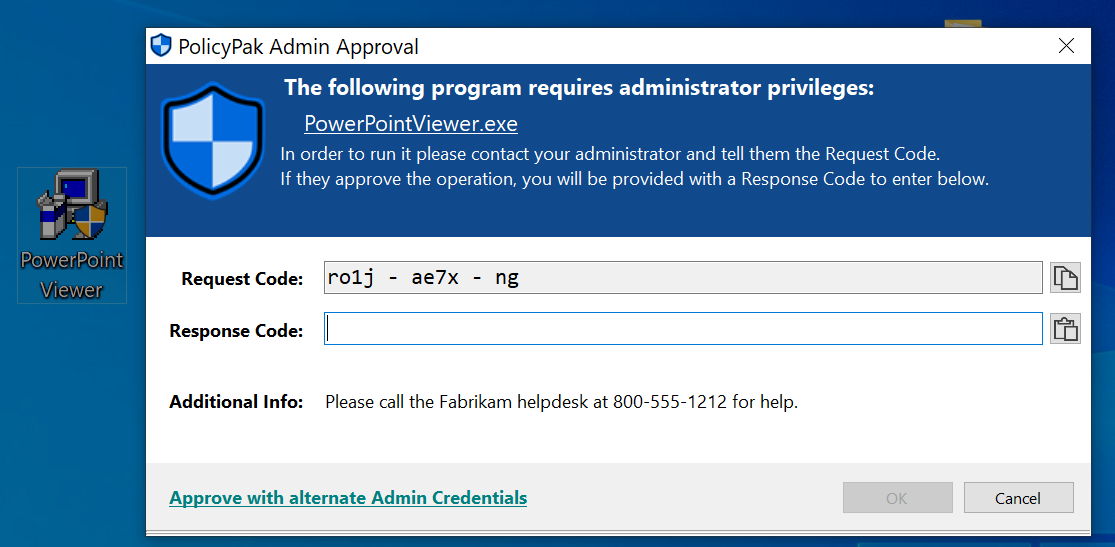 PolicyPak Admin Approval
The following program requires administrator privileges:
PowerPointViewer.exe
In order to run it please contact your administrator and tell them the Request Code.
If they approve the operation, you will be provided with a Response Code to enter below.
PowerPoint
Viewer
Request Code: ro1j - ae7x - ng
Response Code:
Additional Info: Please call the Fabrikam helpdesk at 800-555-1212 for help.
Approve with alternate Admin Credentials OK Cancel